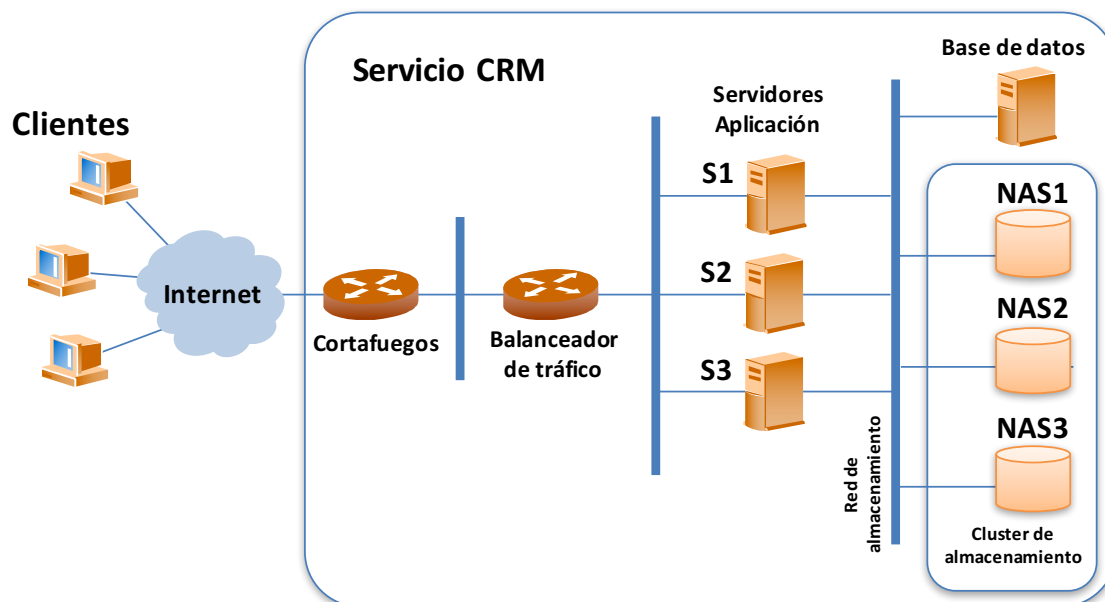 Servicio CRM
Base de datos
Clientes
Servidores
Aplicación
S1
NAS1
Internet
S2
NAS2
Cortafuegos
Balanceador
de tráfico
S3
NAS3
Red de
almacenamiento
Cluster de
almacenamiento